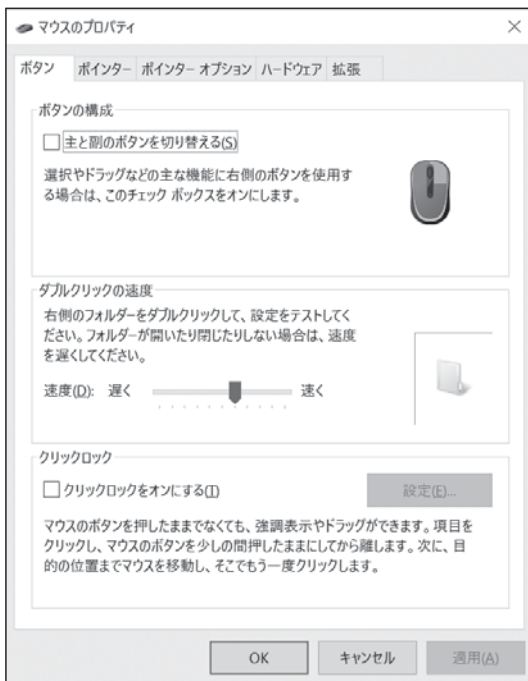 マウスのプロパティ
ボタン ポインター ポインター オプション ハードウェア 拡張
ボタンの構成
主と副のボタンを切り替える(S)
選択やドラッグなどの主な機能に右側のボタンを使用す
る場合は、このチェック ボックスをオンにします。
ダブルクリックの速度
右側のフォルダーをダブルクリックして、設定をテストしてく
ださい。フォルダーが開いたり閉じたりしない場合は、速度
を遅くしてください。
速度(D): 遅く 速く
クリックロック
クリックロックをオンにする(T) 設定(E)...
マウスのボタンを押したままでなくても、強調表示やドラッグができます。項目を
クリックし、マウスのボタンを少しの間押したままにしてから離します。次に、目
的の位置までマウスを移動し、そこでもう一度クリックします。
OK キャンセル 適用(A)